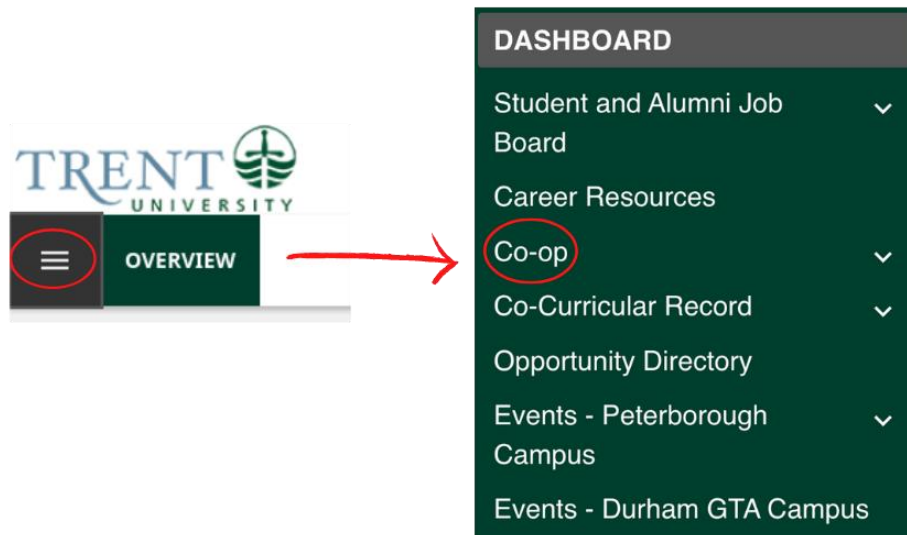 TRENT
UNIVERSITY
OVERVIEW
DASHBOARD
Student and Alumni Job
Board
Career Resources
Co-op
Co-Curricular Record
Opportunity Directory
Events - Peterborough
Campus
Events - Durham GTA Campus